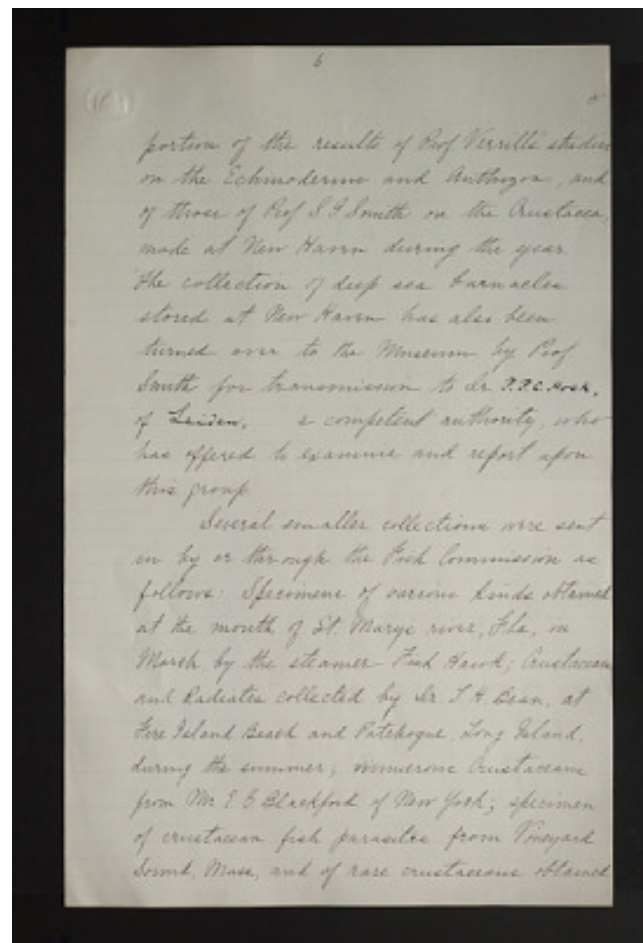 6
5
portion of the results of Prof Verrill's studies
on the Echinoderms and Anthozoa, and
of those of Prof S I Smith on the Crustacea,
made at New Haven during the year
The collection of deep sea barnacles
stored at New Haven has also been
turned over to the Museum by Prof
Smith for transmission to Dr P.P.C. Hoek,
of Leiden, a competent authority, who
has offered to examine and report upon
this group
Several smaller collections were sent
in by or through the Fish Commission as
follows: Specimens of various kinds obtained
at the mouth of St. Marys river, Fla, in
March by the steamer Fish Hawk; Crustaceans
and Radiates collected by Dr T H Bean, at
Fire Island Beach and Patchogue, Long Island,
during the summer; numerous Crustaceans
from Mr E G Blackford of New York; specimens
of crustacean fish parasites from Vineyard
Sound, Mass, and of rare crustaceans obtained